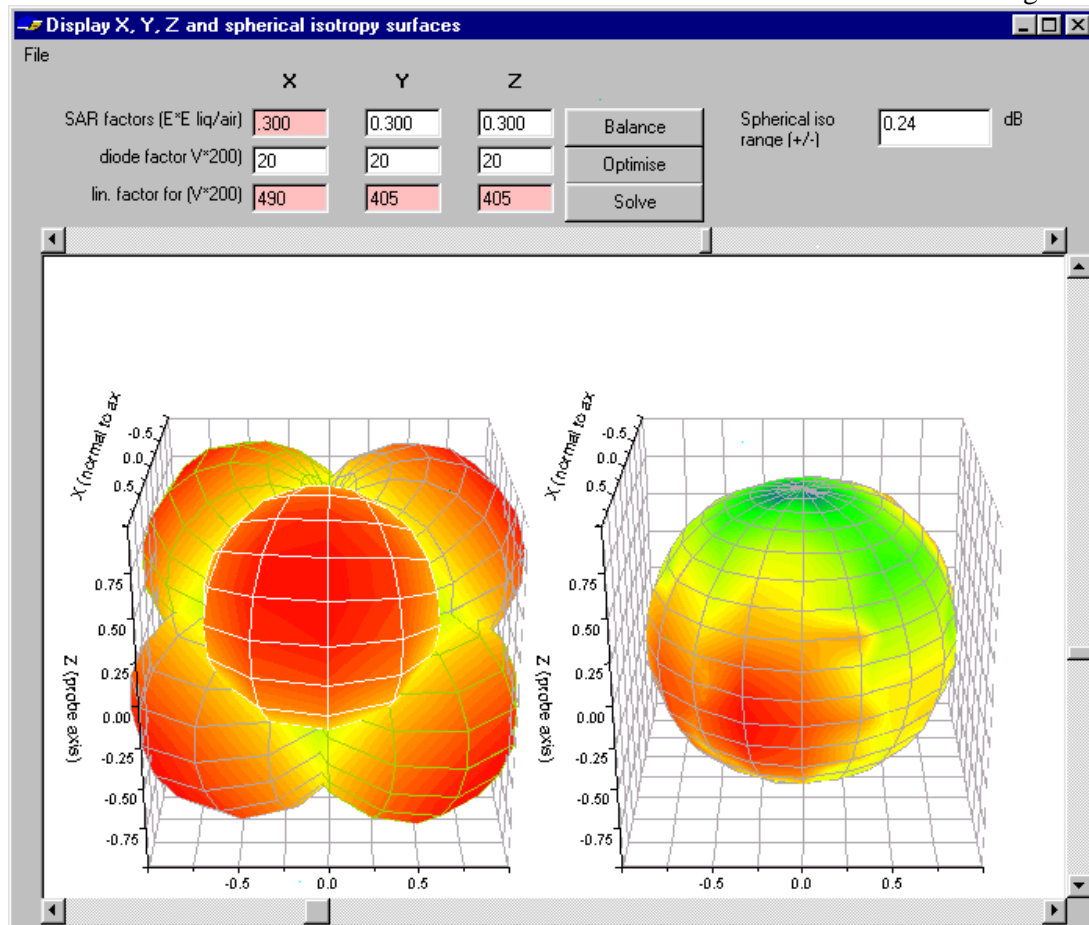 Display X, Y, Z and spherical isotropy surfaces
File
X Y Z
SAR factors (E*E liq/air) .300 0.300 0.300 Balance Spherical iso range (+/-) 0.24 dB
diode factor V*200) 20 20 20 Optimise
lin. factor for (V*200) 490 405 405 Solve
X (normal to ax
-0.5
0.0
0.5
0.75
0.50
0.25
0.00
-0.25
-0.50
-0.75
Z (probe axis)
-0.5 0.0 0.5
X (normal to ax
-0.5
0.0
0.5
0.75
0.50
0.25
0.00
-0.25
-0.50
-0.75
Z (probe axis)
-0.5 0.0 0.5